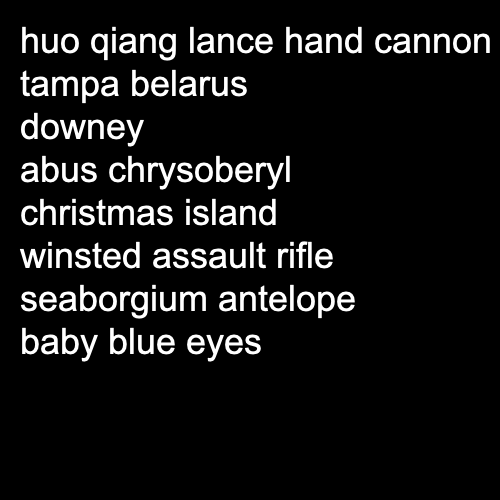 huo qiang lance hand cannon
tampa belarus
downey
abus chrysoberyl
christmas island
winsted assault rifle
seaborgium antelope
baby blue eyes